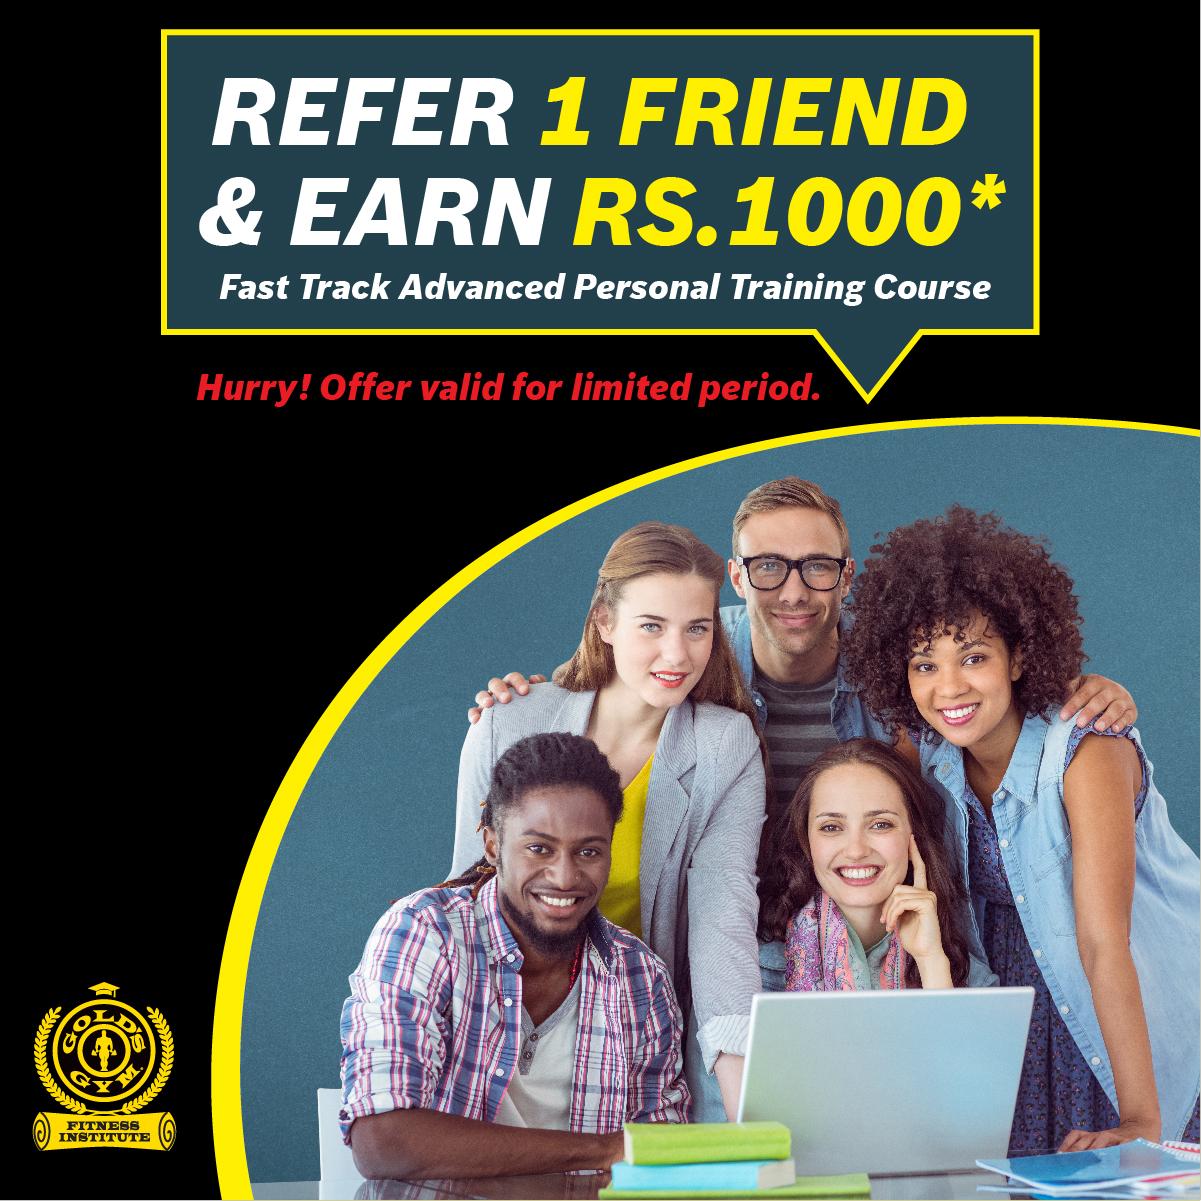 REFER 1 FRIEND
& EARN RS.1000*
Fast Track Advanced Personal Training Course
Hurry! Offer valid for limited period.
GOLD'S
GYM
FITNESS
INSTITUTE